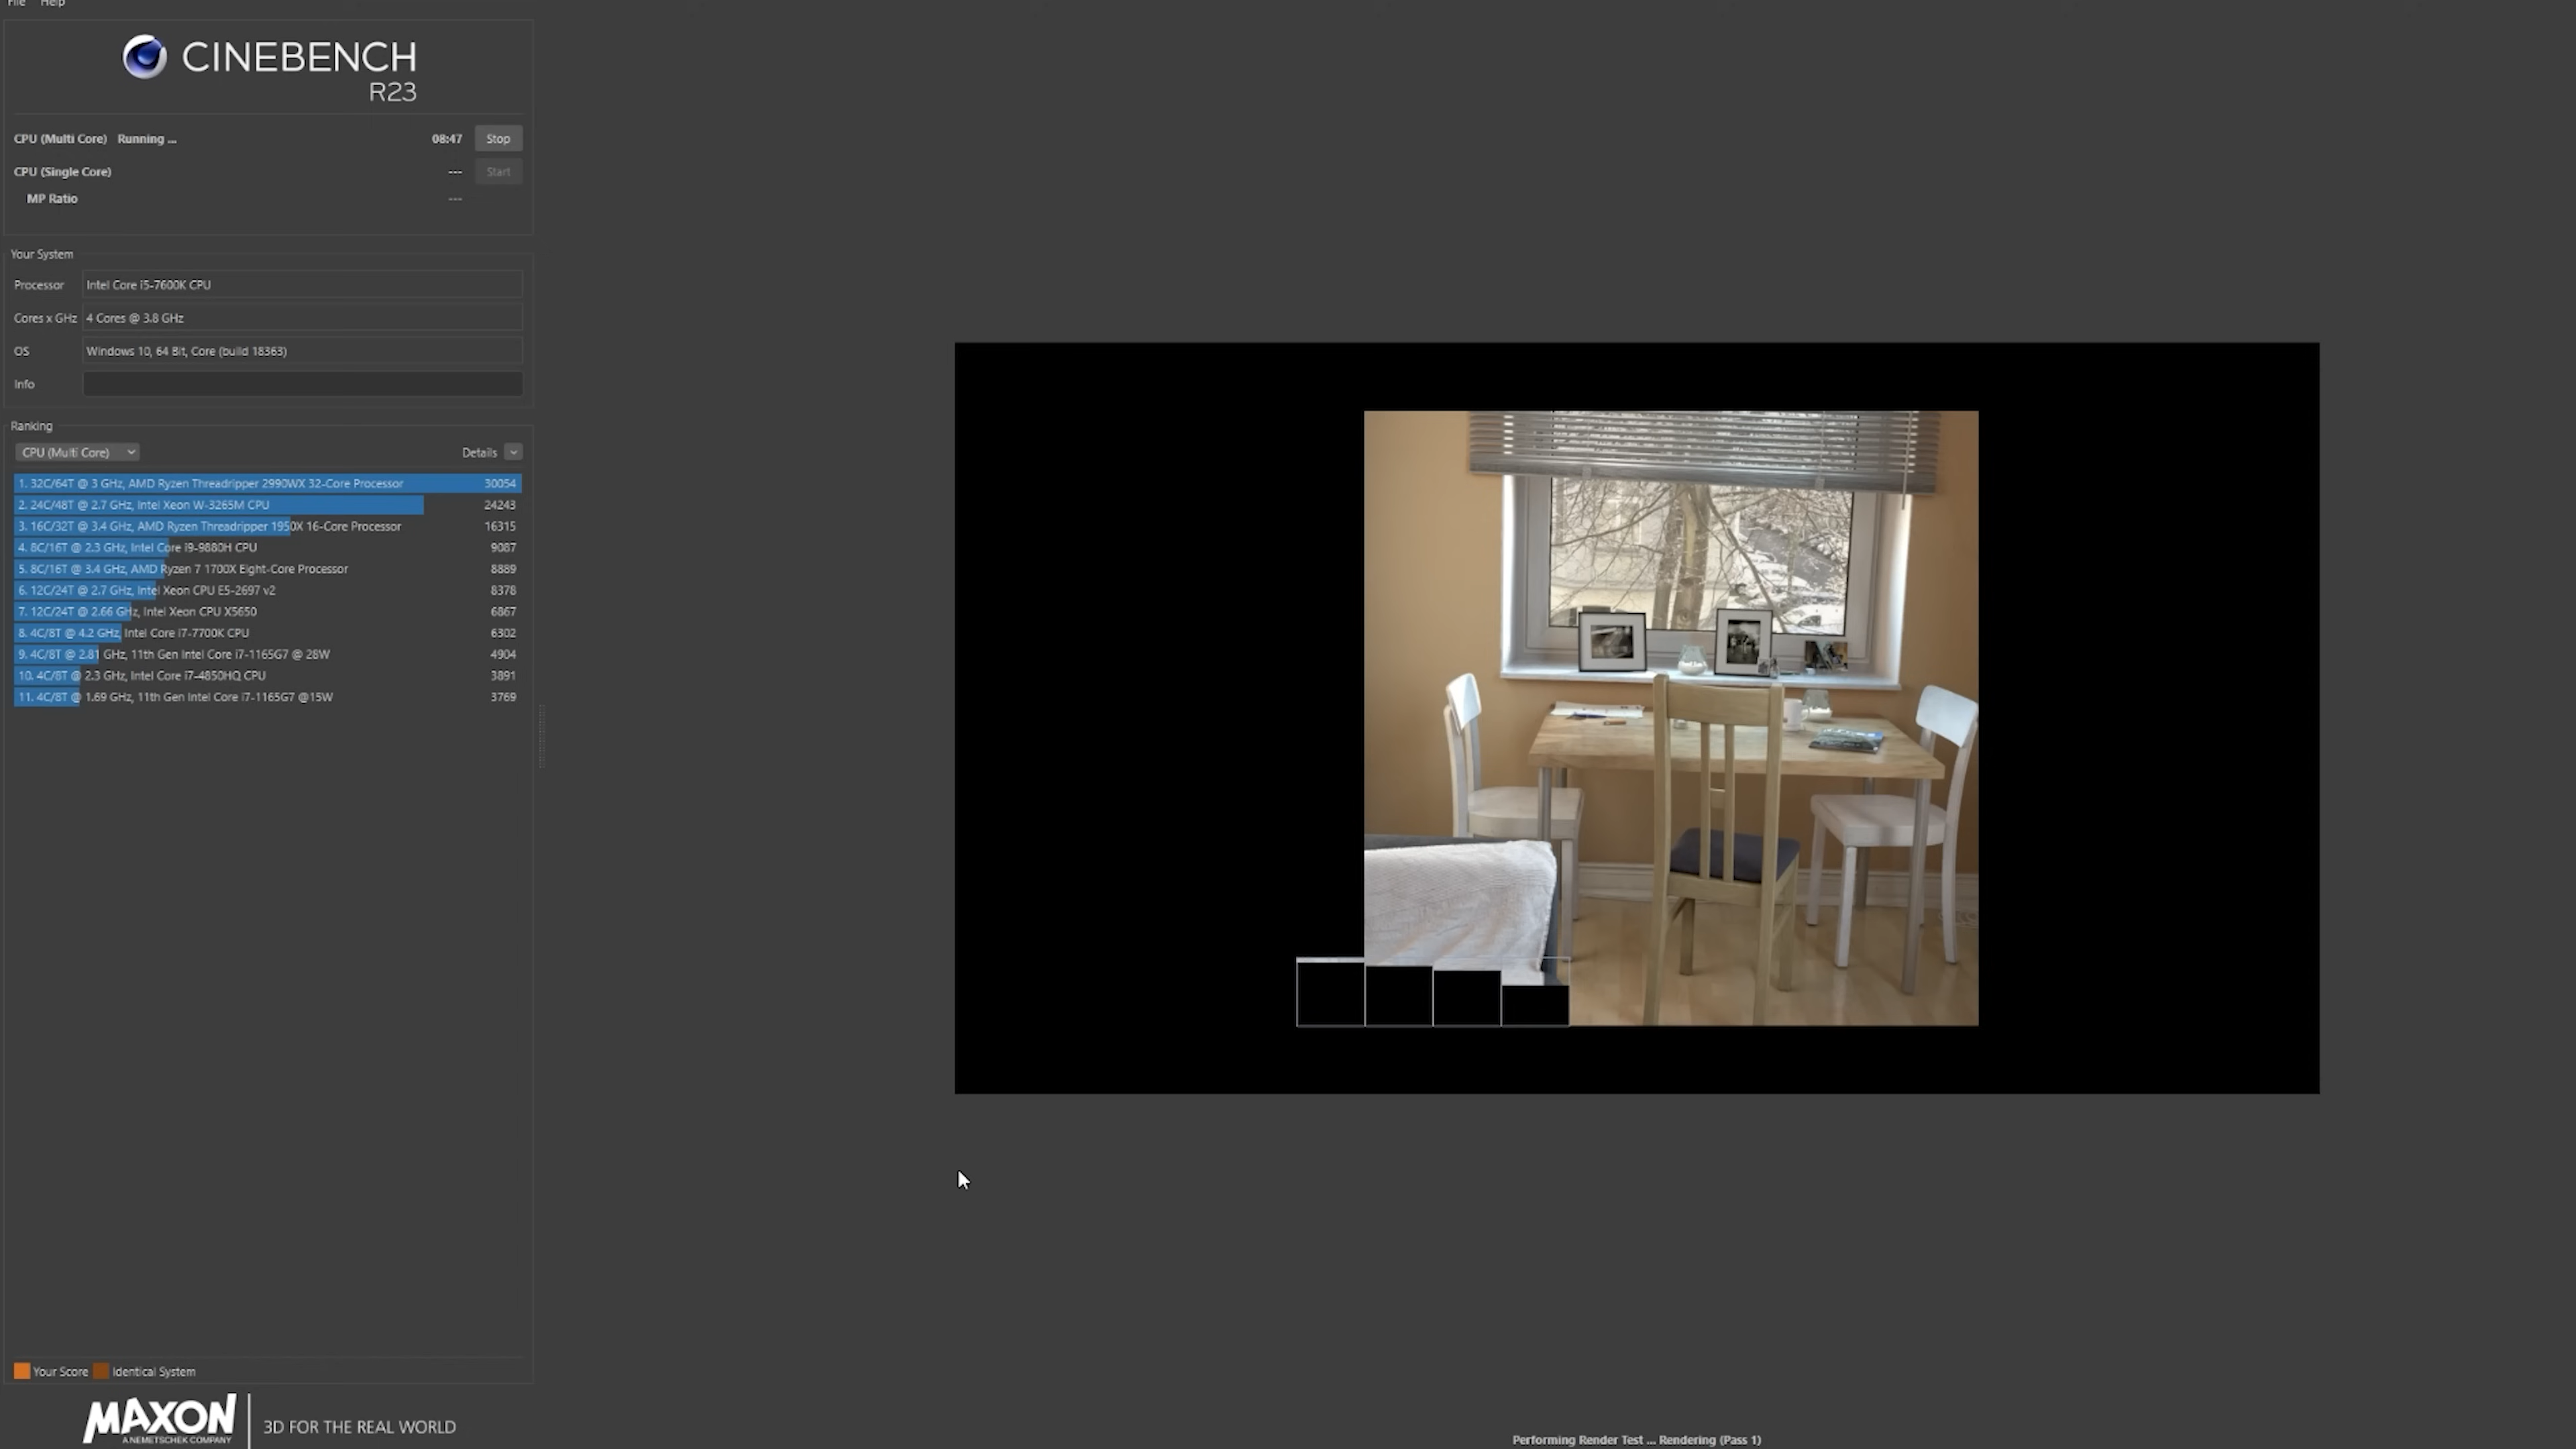 File Help
CINEBENCH
R23
CPU (Multi Core) Running ... 08:47 Stop
CPU (Single Core) --- Start
MP Ratio ---
Your System
Processor Intel Core i5-7600K CPU
Cores x GHz 4 Cores @ 3.8 GHz
OS Windows 10, 64 Bit, Core (build 18363)
Info
Ranking
CPU (Multi Core) Details
1. 32C/64T @ 3 GHz, AMD Ryzen Threadripper 2990WX 32-Core Processor 30054
2. 24C/48T @ 2.7 GHz, Intel Xeon W-3265M CPU 24243
3. 16C/32T @ 3.4 GHz, AMD Ryzen Threadripper 1950X 16-Core Processor 16315
4. 8C/16T @ 2.3 GHz, Intel Core i9-9880H CPU 9087
5. 8C/16T @ 3.4 GHz, AMD Ryzen 7 1700X Eight-Core Processor 8889
6. 12C/24T @ 2.7 GHz, Intel Xeon CPU E5-2697 v2 8378
7. 12C/24T @ 2.66 GHz, Intel Xeon CPU X5650 6867
8. 4C/8T @ 4.2 GHz, Intel Core i7-7700K CPU 6302
9. 4C/8T @ 2.81 GHz, 11th Gen Intel Core i7-1165G7 @ 28W 4904
10. 4C/8T @ 2.3 GHz, Intel Core i7-4850HQ CPU 3891
11. 4C/8T @ 1.69 GHz, 11th Gen Intel Core i7-1165G7 @15W 3769
Your Score Identical System
MAXON
A NEMETSCHEK COMPANY
3D FOR THE REAL WORLD
Performing Render Test ... Rendering (Pass 1)